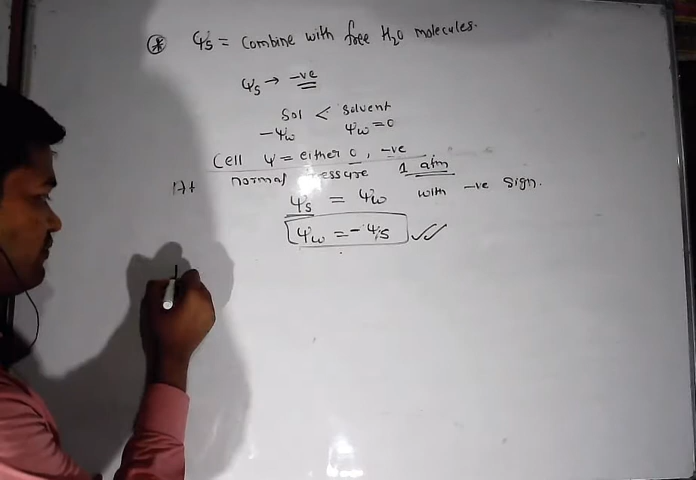 * Ψs = Combine with free H2O molecules.
Ψs → -ve
Sol < Solvent
-Ψw Ψw = 0
Cell Ψ = either 0, -ve
At normal pressure 1 atm
Ψs = Ψw with -ve sign.
Ψw = -Ψs ✓✓